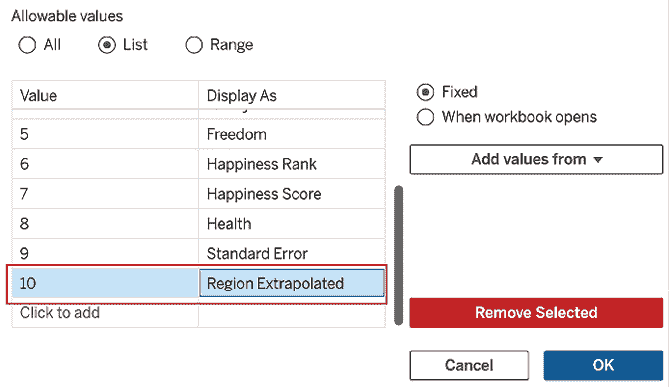 Allowable values
All List Range
Value Display As
5 Freedom
6 Happiness Rank
7 Happiness Score
8 Health
9 Standard Error
10 Region Extrapolated
Click to add
Fixed
When workbook opens
Add values from
Remove Selected
Cancel OK